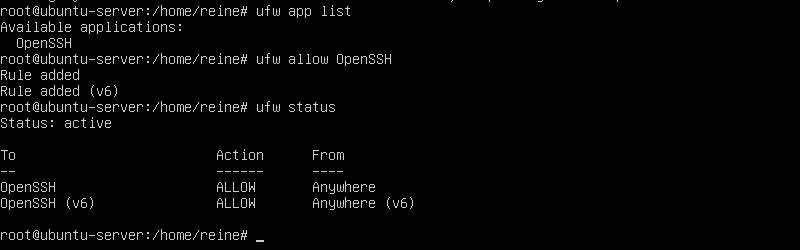 root@ubuntu-server:/home/reine# ufw app list
Available applications:
  OpenSSH
root@ubuntu-server:/home/reine# ufw allow OpenSSH
Rule added
Rule added (v6)
root@ubuntu-server:/home/reine# ufw status
Status: active
To                         Action      From
--                         ------      ----
OpenSSH                    ALLOW       Anywhere
OpenSSH (v6)               ALLOW       Anywhere (v6)
root@ubuntu-server:/home/reine# _